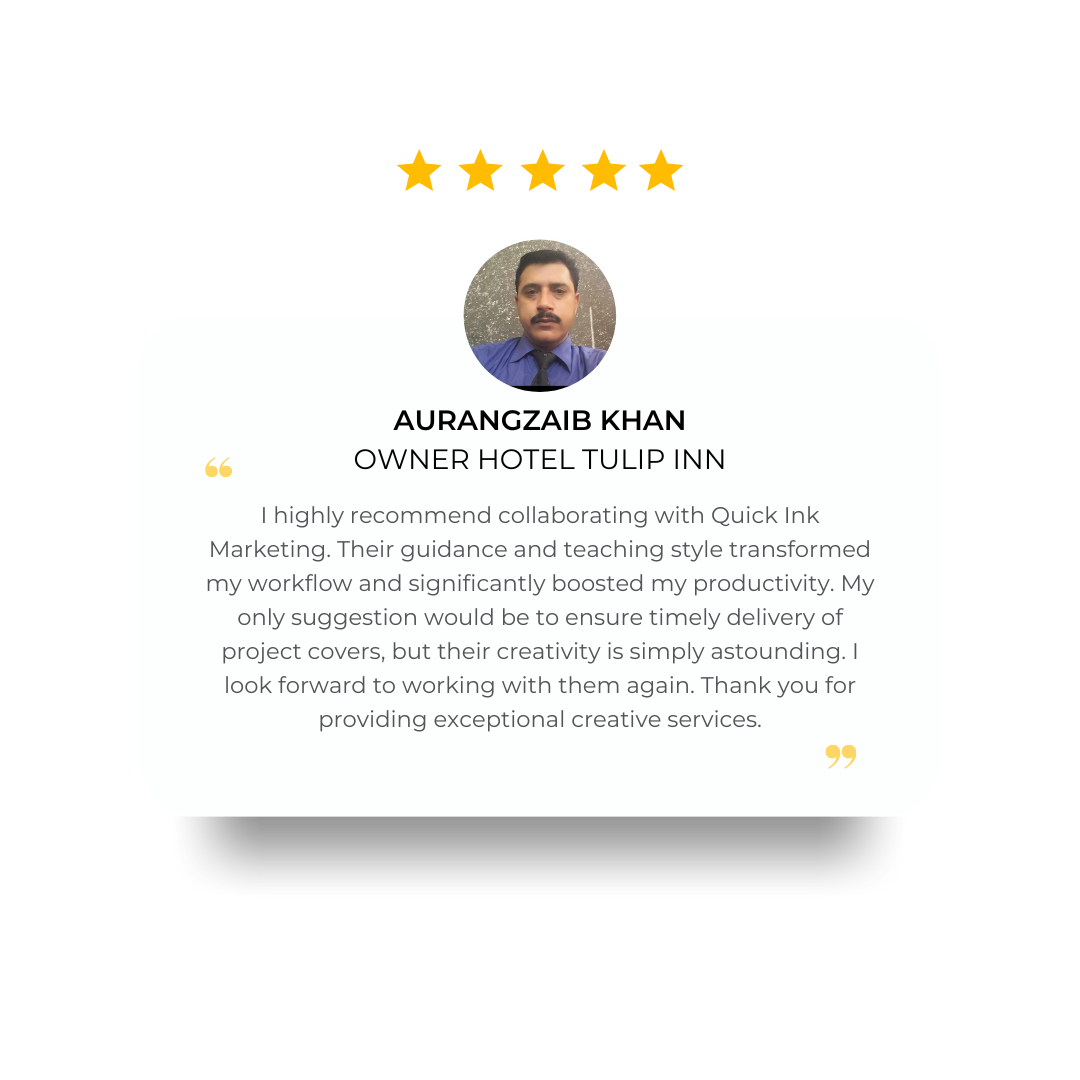 AURANGZAIB KHAN
OWNER HOTEL TULIP INN
“
I highly recommend collaborating with Quick Ink
Marketing. Their guidance and teaching style transformed
my workflow and significantly boosted my productivity. My
only suggestion would be to ensure timely delivery of
project covers, but their creativity is simply astounding. I
look forward to working with them again. Thank you for
providing exceptional creative services.
”